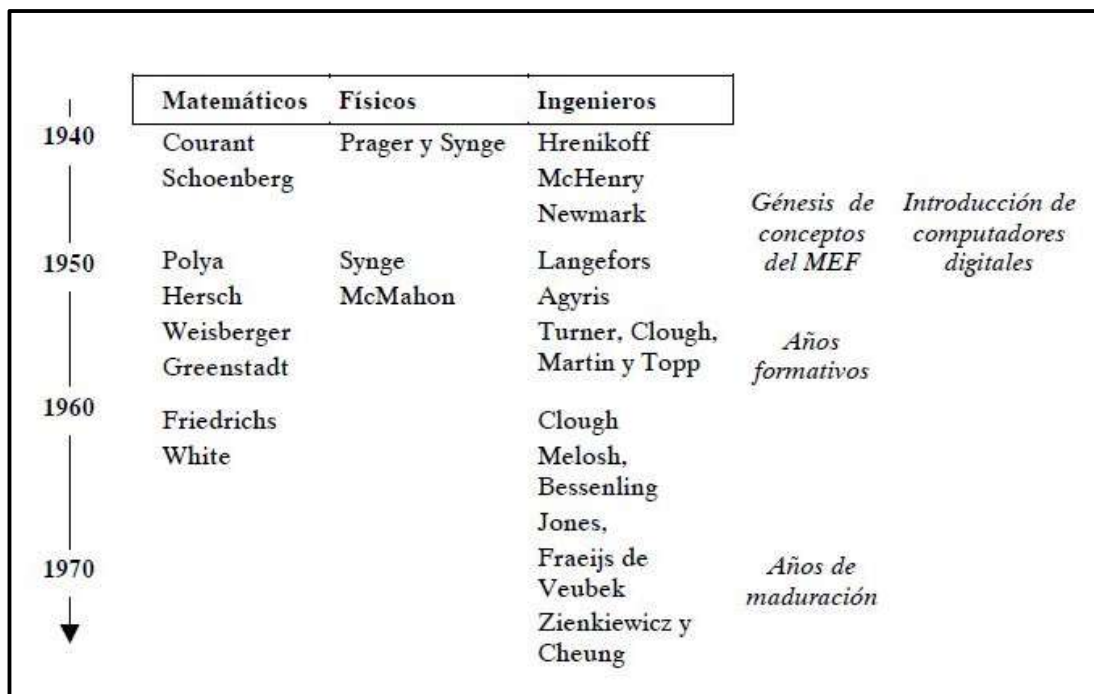 Matemáticos Físicos Ingenieros
1940
Courant Prager y Synge Hrenikoff
Schoenberg McHenry
Newmark
Génesis de
conceptos
del MEF
Introducción de
computadores
digitales
1950
Polya Synge Langefors
Hersch McMahon Agyris
Weisberger Turner, Clough,
Greenstadt Martin y Topp
Años
formativos
1960
Friedrichs Clough
White Melosh,
Bessenling
Jones,
1970
Fraeijs de
Veubek
Años de
maduración
Zienkiewicz y
Cheung